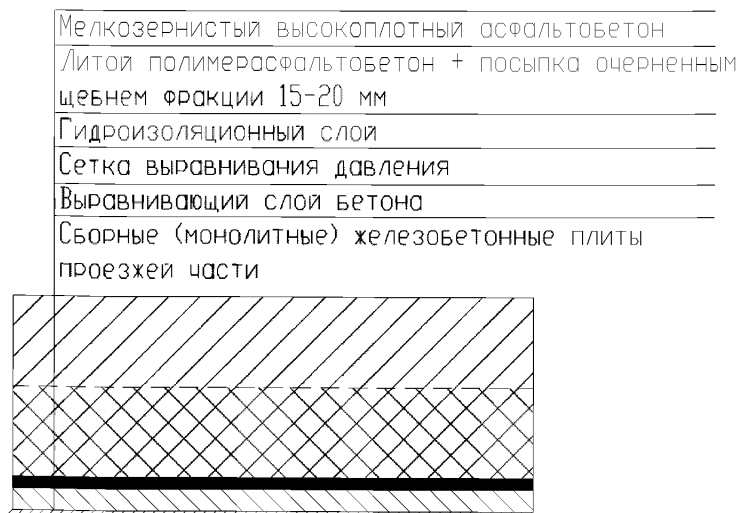 Мелкозернистый высокоплотный асфальтобетон
Литой полимерасфальтобетон + посыпка очерненным
щебнем фракции 15-20 мм
Гидроизоляционный слой
Сетка выравнивания давления
Выравнивающий слой бетона
Сборные (монолитные) железобетонные плиты
проезжей части